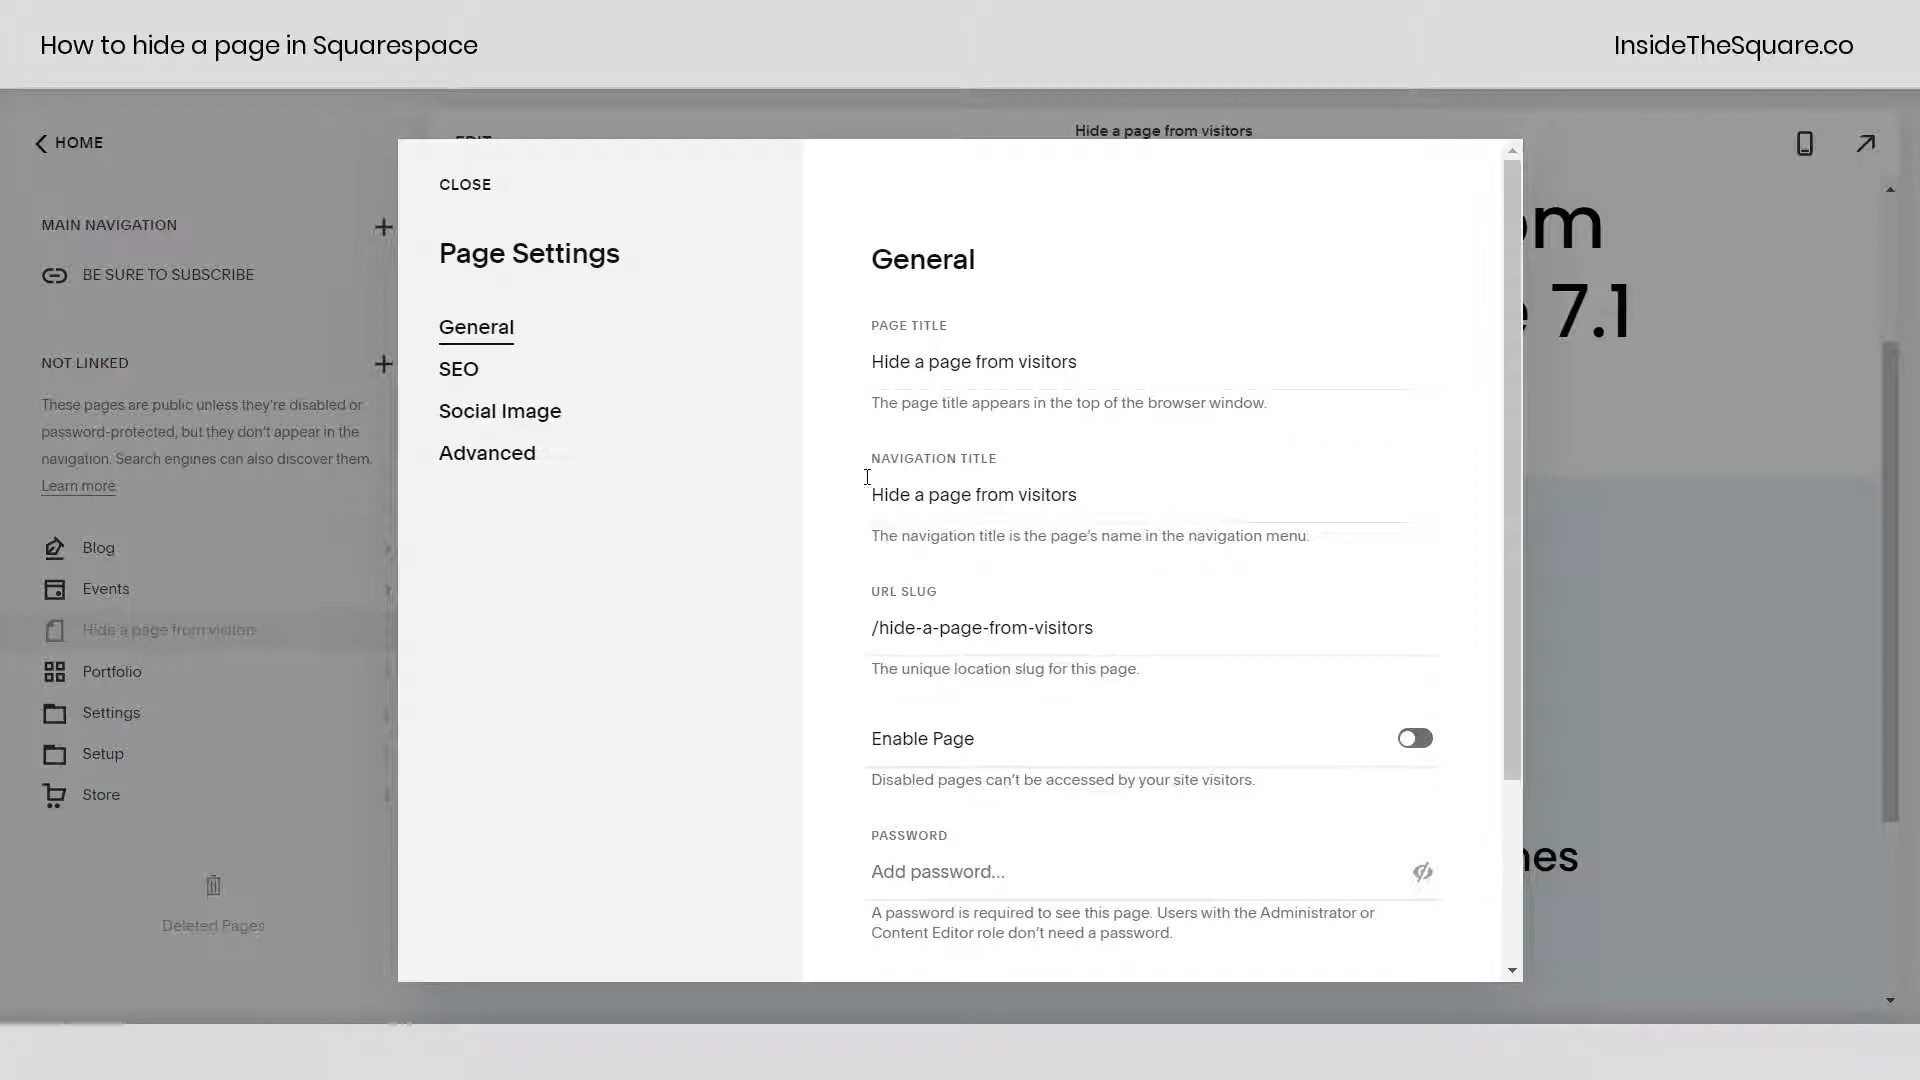 How to hide a page in Squarespace
InsideTheSquare.co
HOME
MAIN NAVIGATION
BE SURE TO SUBSCRIBE
NOT LINKED
These pages are public unless they're disabled or
password-protected, but they don't appear in the
navigation. Search engines can also discover them.
Learn more
Blog
Events
Hide a page from visitors
Portfolio
Settings
Setup
Store
Deleted Pages
EDIT
Hide a page from visitors
CLOSE
Page Settings
General
SEO
Social Image
Advanced
General
PAGE TITLE
Hide a page from visitors
The page title appears in the top of the browser window.
NAVIGATION TITLE
Hide a page from visitors
The navigation title is the page's name in the navigation menu.
URL SLUG
/hide-a-page-from-visitors
The unique location slug for this page.
Enable Page
Disabled pages can't be accessed by your site visitors.
PASSWORD
Add password...
A password is required to see this page. Users with the Administrator or
Content Editor role don't need a password.
7.1